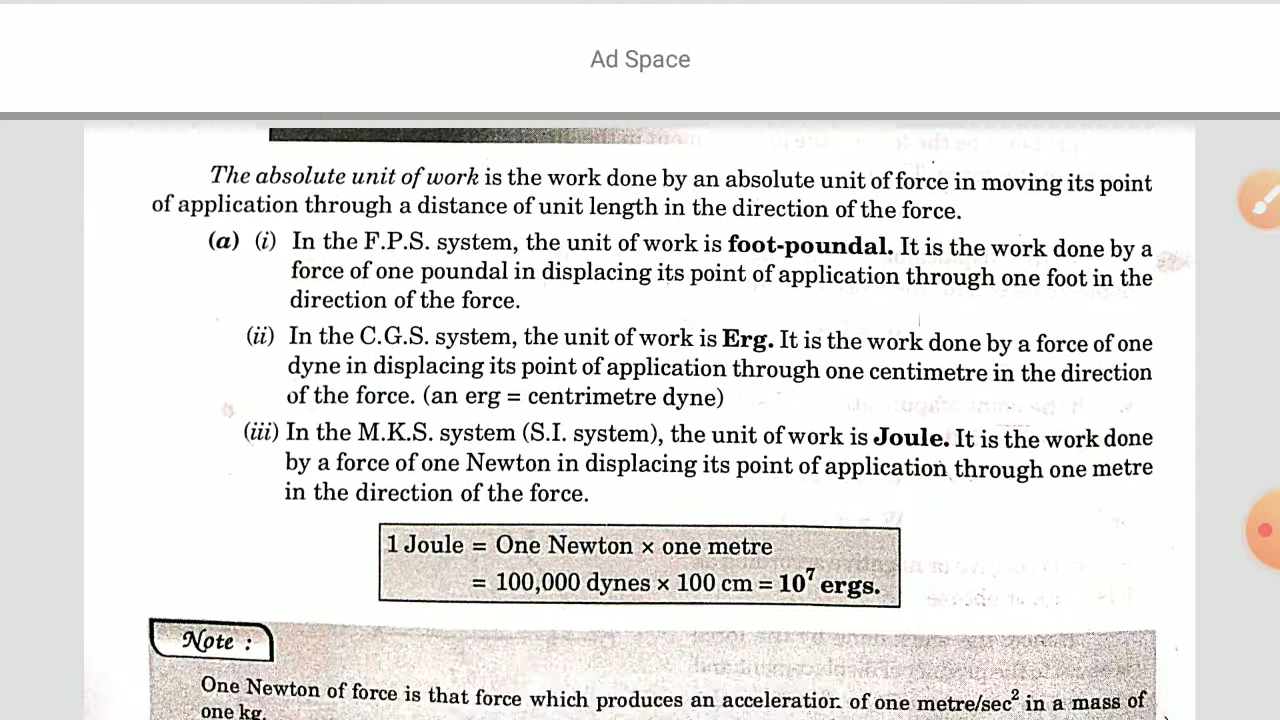 Ad Space
The absolute unit of work is the work done by an absolute unit of force in moving its point
of application through a distance of unit length in the direction of the force.
(a) (i) In the F.P.S. system, the unit of work is foot-poundal. It is the work done by a
force of one poundal in displacing its point of application through one foot in the
direction of the force.
(ii) In the C.G.S. system, the unit of work is Erg. It is the work done by a force of one
dyne in displacing its point of application through one centimetre in the direction
of the force. (an erg = centrimetre dyne)
(iii) In the M.K.S. system (S.I. system), the unit of work is Joule. It is the work done
by a force of one Newton in displacing its point of application through one metre
in the direction of the force.
1 Joule = One Newton × one metre
= 100,000 dynes × 100 cm = 10⁷ ergs.
Note :
One Newton of force is that force which produces an acceleration of one metre/sec² in a mass of
one kg.